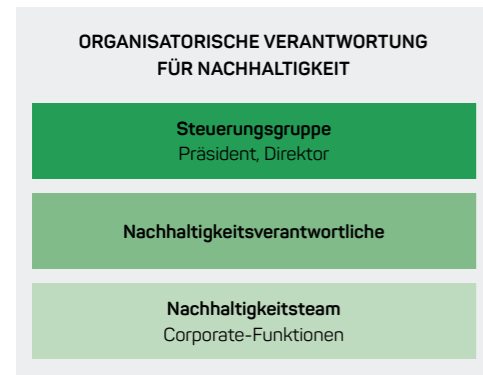 ORGANISATORISCHE VERANTWORTUNG
FÜR NACHHALTIGKEIT
Steuerungsgruppe
Präsident, Direktor
Nachhaltigkeitsverantwortliche
Nachhaltigkeitsteam
Corporate-Funktionen